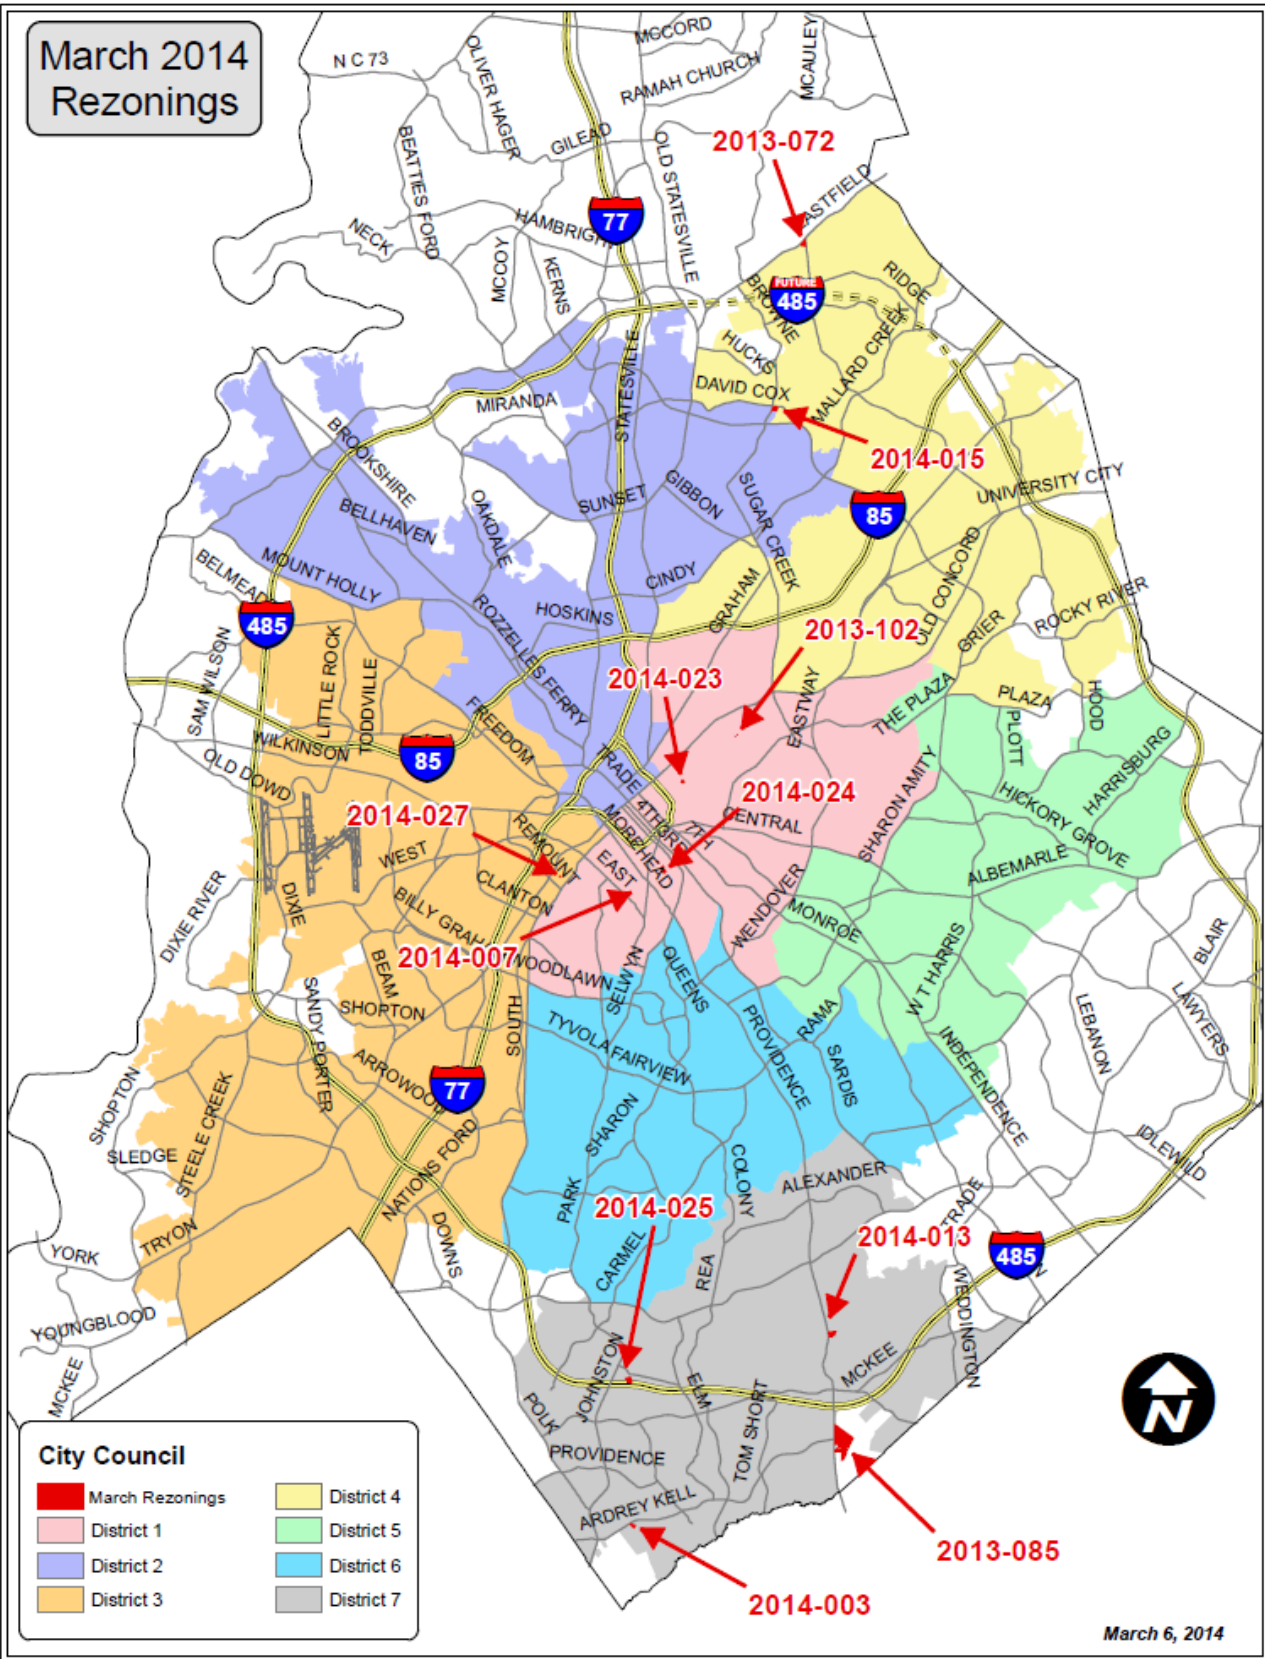 March 2014
Rezonings
N C 73
OLIVER HAGER
MCCORD
RAMAH CHURCH
MCAULEY
BEATTIES FORD
GILEAD
OLD STATESVILLE
2013-072
EASTFIELD
77
HAMBRIGHT
NECK
MCCOY
KERNS
FUTURE
485
BROWNE
RIDGE
HUCKS
DAVID COX
MALLARD CREEK
STATESVILLE
MIRANDA
2014-015
BROOKSHIRE
BELLHAVEN
OAKDALE
SUNSET
GIBBON
SUGAR CREEK
85
UNIVERSITY CITY
BELMEADE
MOUNT HOLLY
CINDY
GRAHAM
OLD CONCORD
485
ROZZELLES FERRY
HOSKINS
2013-102
GRIER
ROCKY RIVER
SAM WILSON
LITTLE ROCK
TODDVILLE
2014-023
EASTWAY
THE PLAZA
PLAZA
HOOD
PLOTT
FREEDOM
WILKINSON
OLD DOWD
85
TRADE
HARRISBURG
SHARON AMITY
HICKORY GROVE
2014-024
2014-027
REMOUNT
MOREHEAD
4TH
3RD
7TH
CENTRAL
WEST
CLANTON
EAST
ALBEMARLE
DIXIE
DIXIE RIVER
BILLY GRAHAM
WENDOVER
MONROE
2014-007
WOODLAWN
SELWYN
QUEENS
W T HARRIS
BLAIR
BEAM
SHOPTON
SANDY PORTER
SOUTH
TYVOLA
FAIRVIEW
PROVIDENCE
RAMA
SARDIS
INDEPENDENCE
LEBANON
LAWYERS
ARROWOOD
77
SHOPTON
SLEDGE
STEELE CREEK
NATIONS FORD
SHARON
PARK
COLONY
ALEXANDER
IDLEWILD
TRADE
2014-025
2014-013
485
YORK
TRYON
DOWNS
CARMEL
REA
WEDDINGTON
YOUNGBLOOD
MCKEE
JOHNSTON
ELM
MCKEE
POLK
TOM SHORT
PROVIDENCE
ARDREY KELL
2013-085
2014-003
N
City Council
March Rezonings
District 1
District 2
District 3
District 4
District 5
District 6
District 7
March 6, 2014